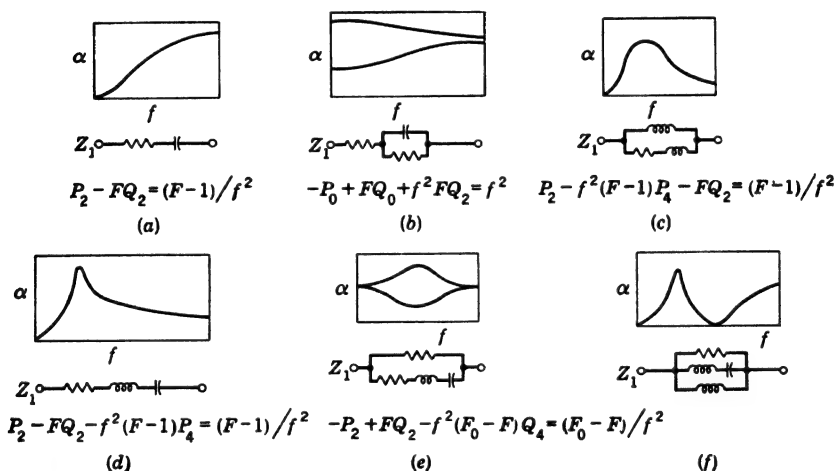 α α α
f f f
Z₁ Z₁ Z₁
P₂ − FQ₂ = (F−1)/f² −P₀ + FQ₀ + f²FQ₂ = f² P₂ − f²(F−1)P₄ − FQ₂ = (F−1)/f²
(a) (b) (c)
α α α
f f f
Z₁ Z₁ Z₁
P₂ − FQ₂ − f²(F−1)P₄ = (F−1)/f² −P₂ + FQ₂ − f²(F₀ − F)Q₄ = (F₀ − F)/f²
(d) (e) (f)